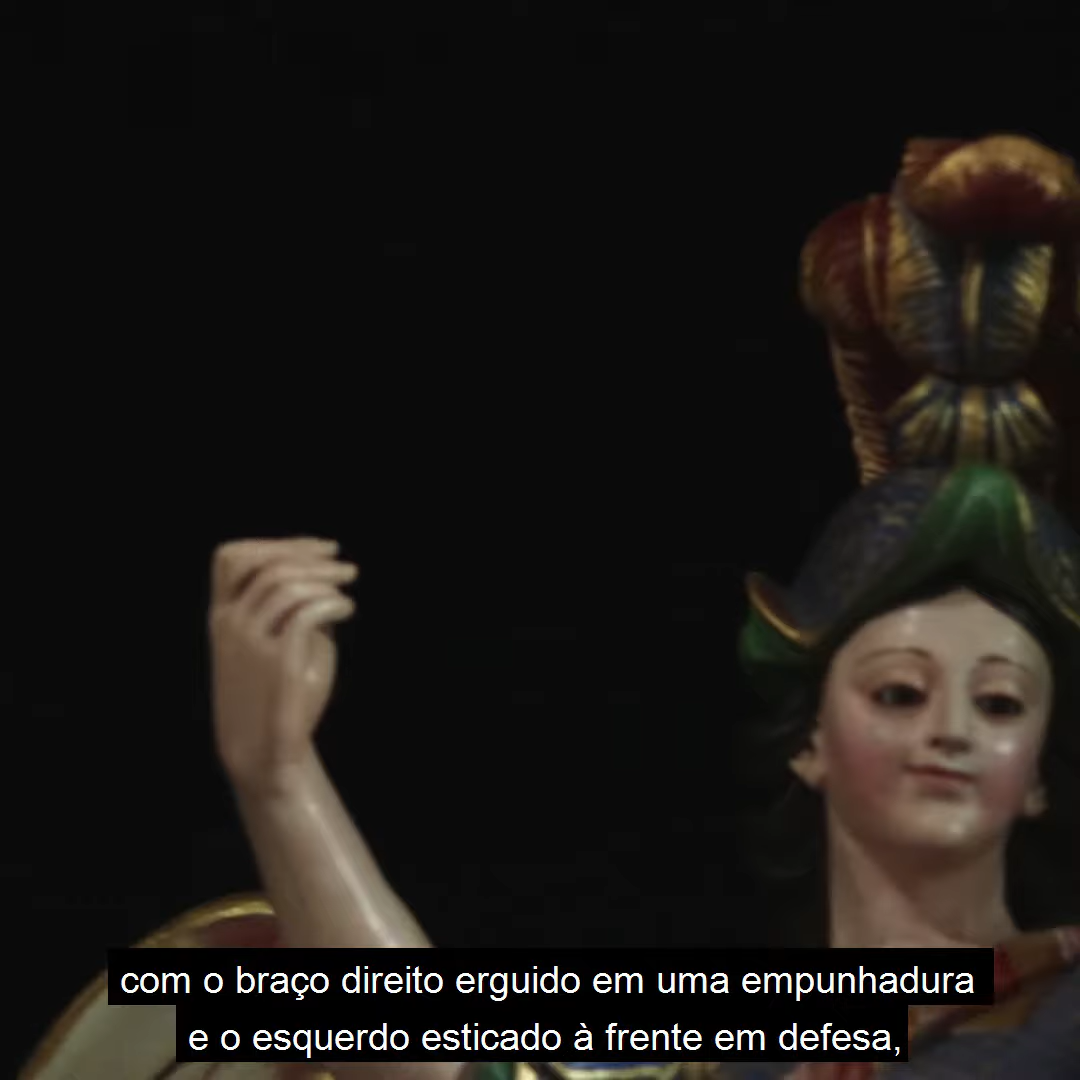 com o braço direito erguido em uma empunhadura
e o esquerdo esticado à frente em defesa,